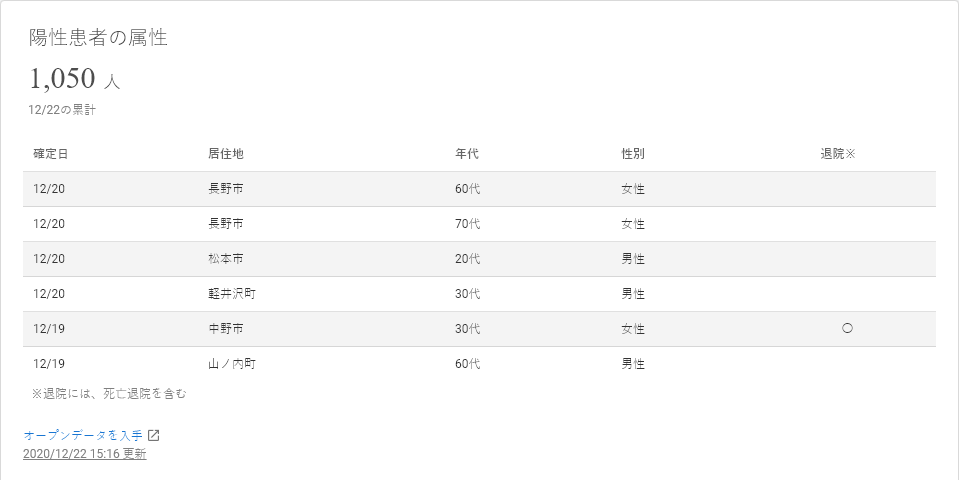 陽性患者の属性
1,050 人
12/22の累計
確定日 居住地 年代 性別 退院※
12/20 長野市 60代 女性
12/20 長野市 70代 女性
12/20 松本市 20代 男性
12/20 軽井沢町 30代 男性
12/19 中野市 30代 女性 〇
12/19 山ノ内町 60代 男性
※退院には、死亡退院を含む
オープンデータを入手
2020/12/22 15:16 更新